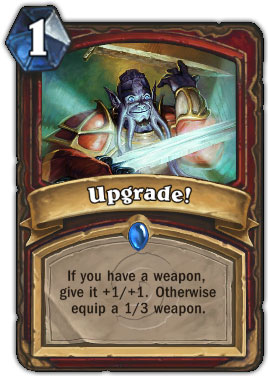 1
Upgrade!
If you have a weapon,
give it +1/+1. Otherwise
equip a 1/3 weapon.